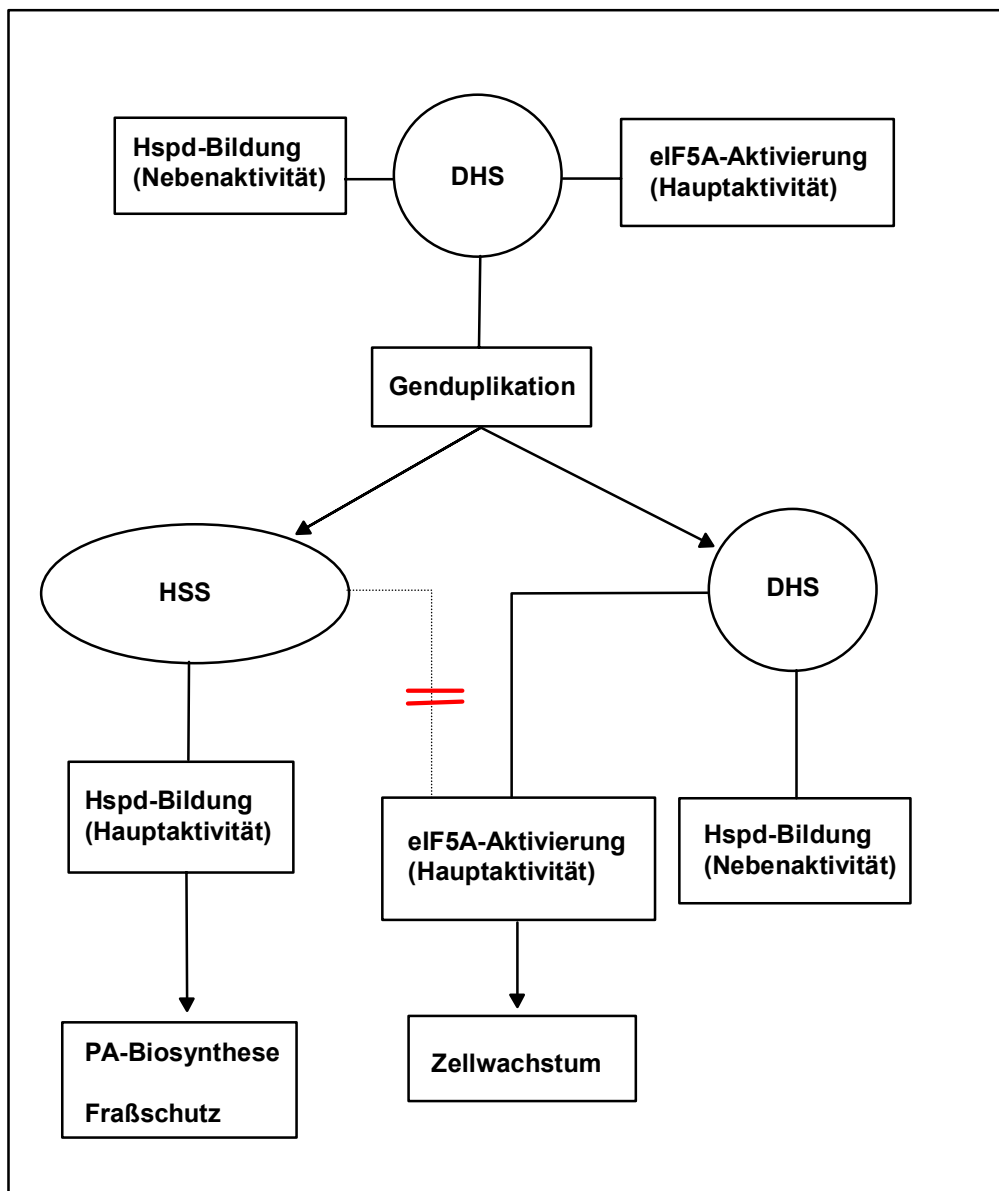 Hspd-Bildung
(Nebenaktivität)
DHS
eIF5A-Aktivierung
(Hauptaktivität)
Genduplikation
HSS
DHS
Hspd-Bildung
(Hauptaktivität)
eIF5A-Aktivierung
(Hauptaktivität)
Hspd-Bildung
(Nebenaktivität)
PA-Biosynthese
Fraßschutz
Zellwachstum